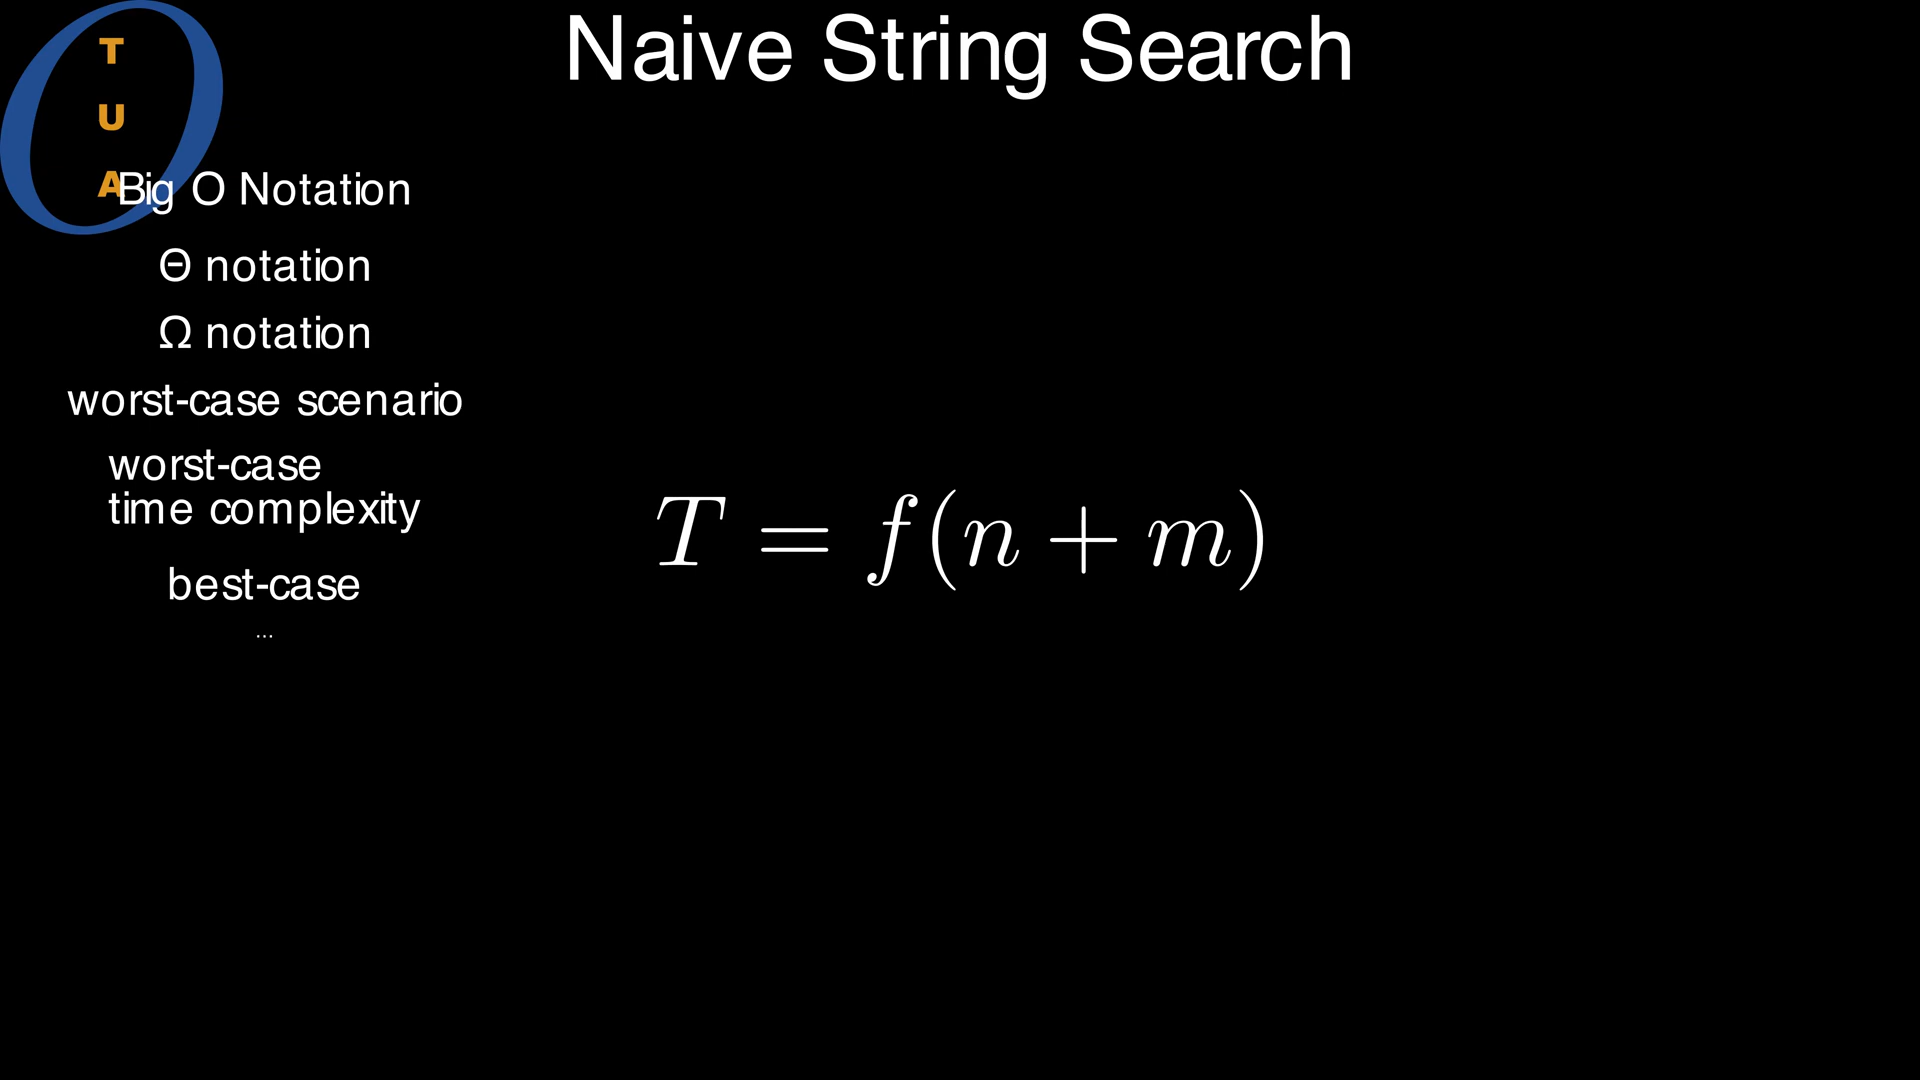 Naive String Search
T
U
A
Big O Notation
Θ notation
Ω notation
worst-case scenario
worst-case
time complexity
best-case
...
T = f(n + m)